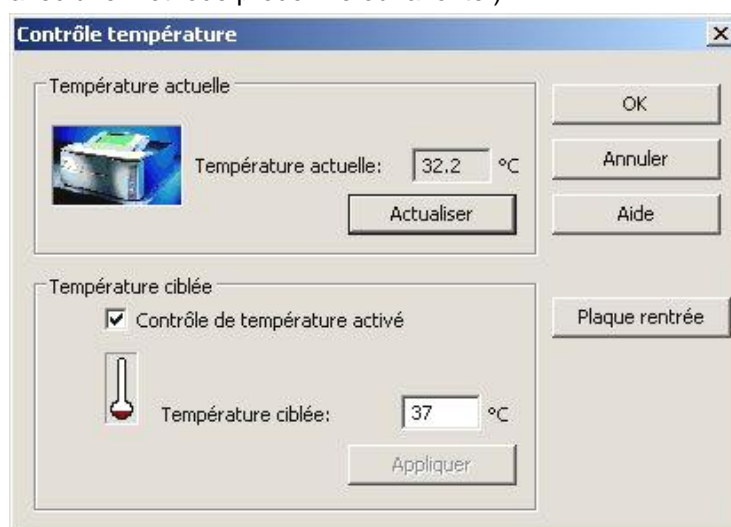 Contrôle température
Température actuelle
Température actuelle: 32.2 °C
Actualiser
OK
Annuler
Aide
Température ciblée
Contrôle de température activé
Température ciblée: 37 °C
Appliquer
Plaque rentrée